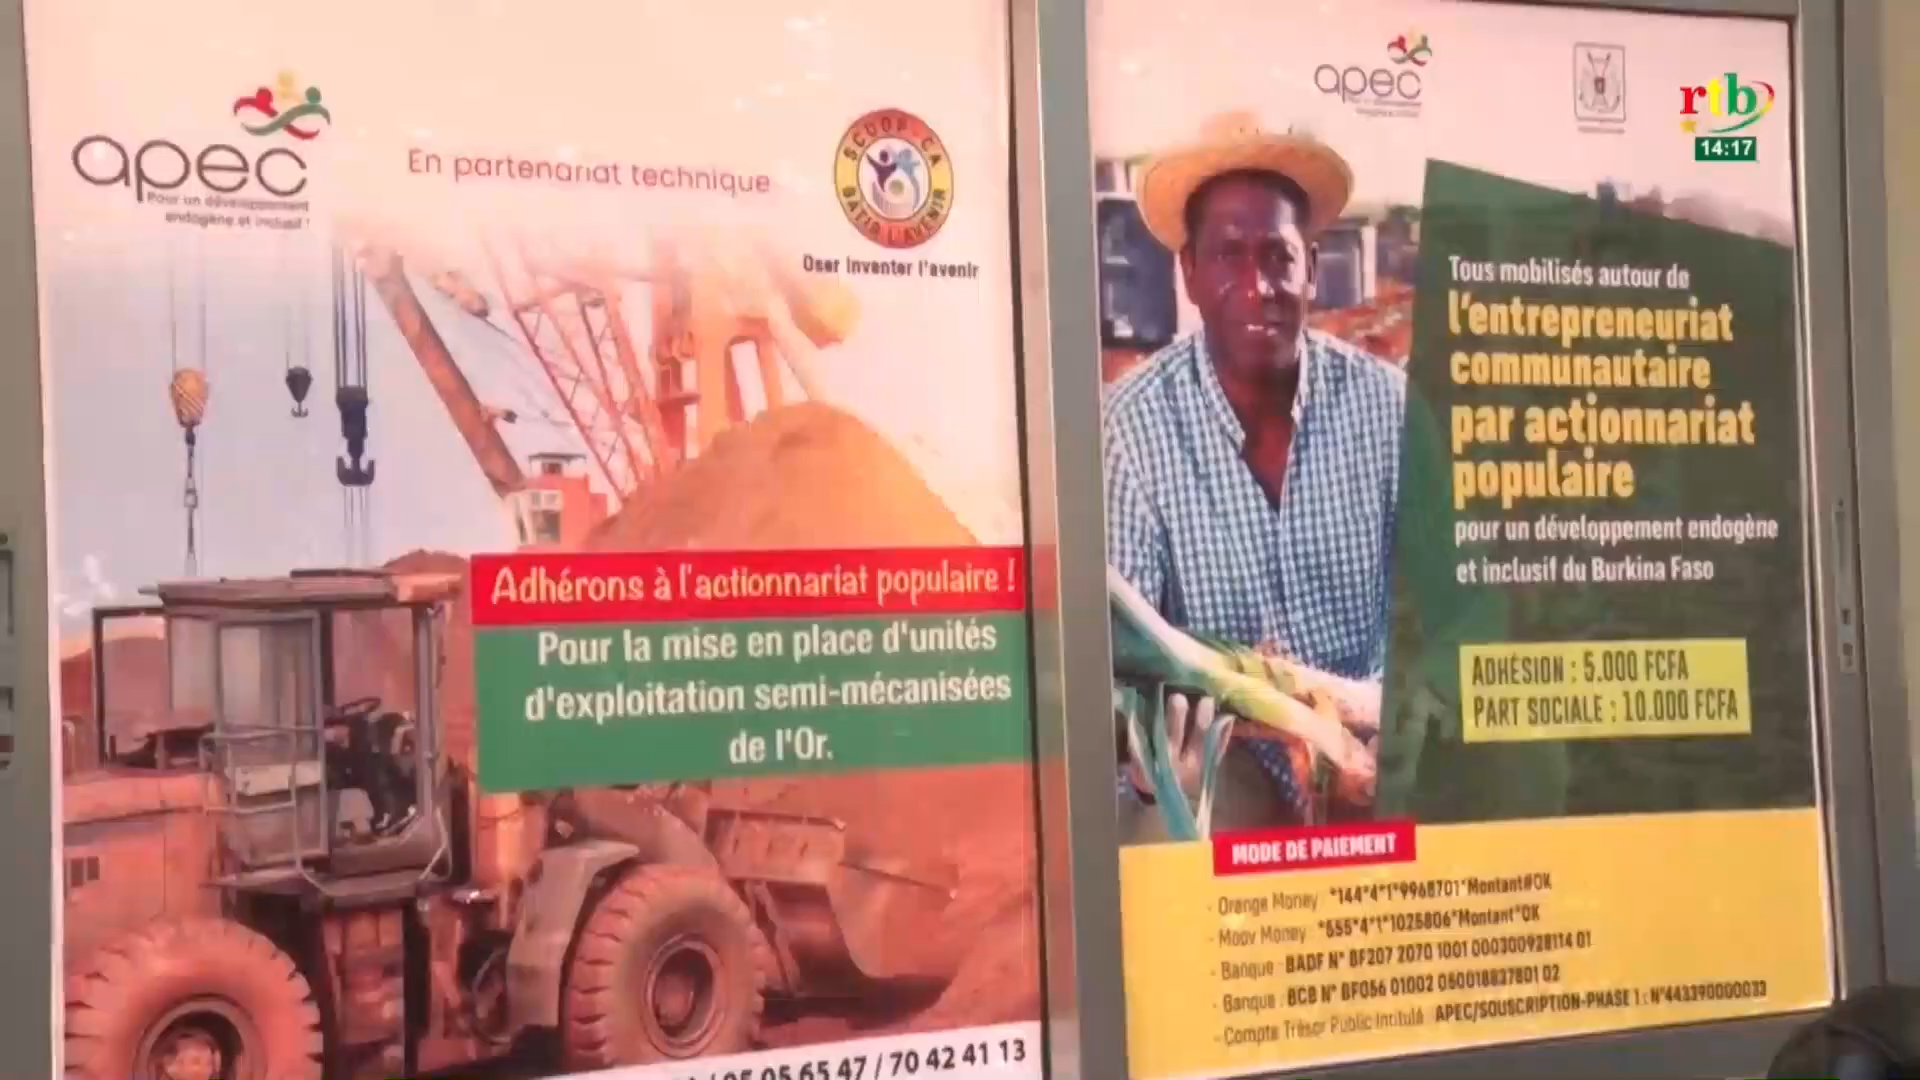 apec
Pour un développement
endogène et inclusif !
En partenariat technique
SCOOP-CA
BATIR L'AVENIR
Oser inventer l'avenir
Adhérons à l'actionnariat populaire !
Pour la mise en place d'unités
d'exploitation semi-mécanisées
de l'Or.
05 65 47 / 70 42 41 13
apec
rtb
14:17
Tous mobilisés autour de
l'entrepreneuriat
communautaire
par actionnariat
populaire
pour un développement endogène
et inclusif du Burkina Faso
ADHÉSION : 5.000 FCFA
PART SOCIALE : 10.000 FCFA
MODE DE PAIEMENT
- Orange Money : *144*4*1*9968701*Montant#OK
- Moov Money : *555*4*1*1025806*Montant*OK
- Banque : BADF N° BF207 2070 1001 000300928114 01
- Banque : BCB N° BF056 01002 050018837801 02
- Compte Trésor Public Intitulé : APEC/SOUSCRIPTION-PHASE 1 : N°443390000033